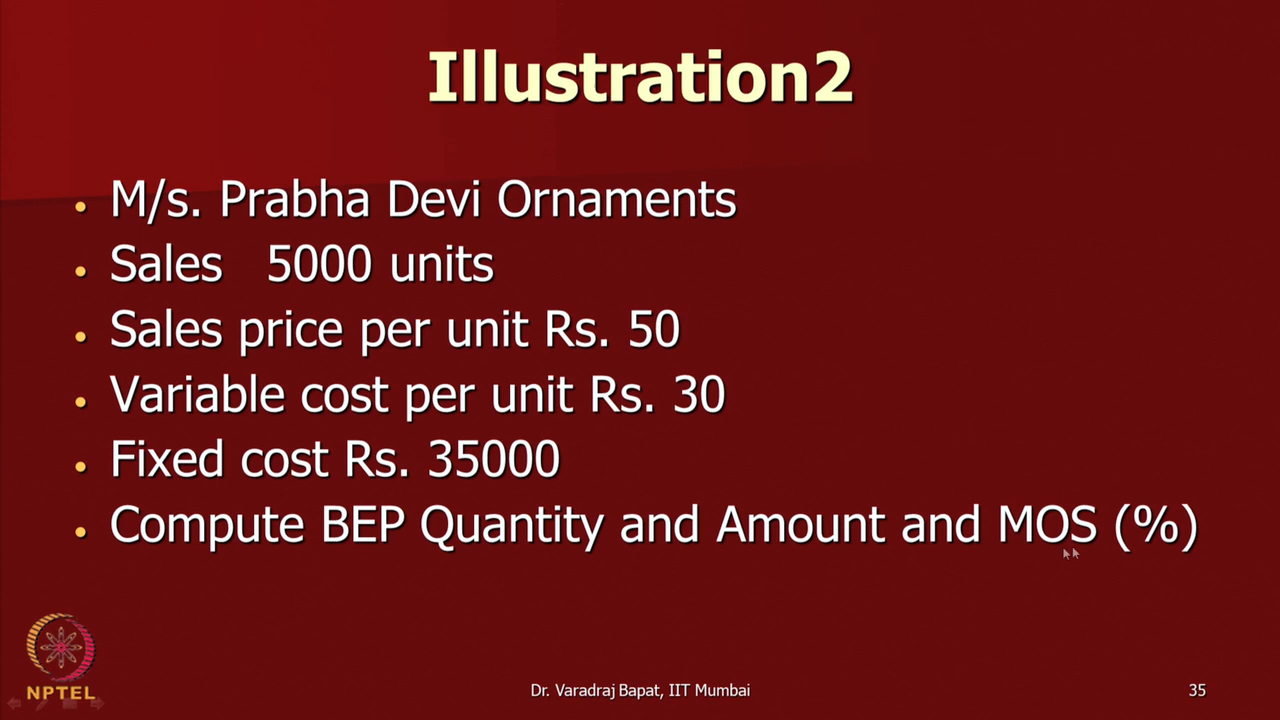 Illustration2
M/s. Prabha Devi Ornaments
Sales 5000 units
Sales price per unit Rs. 50
Variable cost per unit Rs. 30
Fixed cost Rs. 35000
Compute BEP Quantity and Amount and MOS (%)
NPTEL
Dr. Varadraj Bapat, IIT Mumbai
35